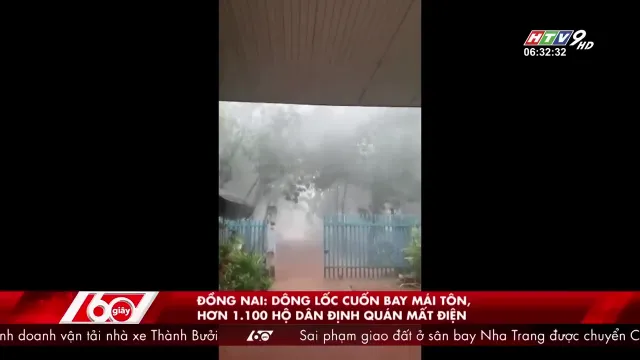 HTV9 HD
06:32:32
60 giây
ĐỒNG NAI: DÔNG LỐC CUỐN BAY MÁI TÔN,
HƠN 1.100 HỘ DÂN ĐỊNH QUÁN MẤT ĐIỆN
nh doanh vận tải nhà xe Thành Bưởi
60 giây
Sai phạm giao đất ở sân bay Nha Trang được chuyển C